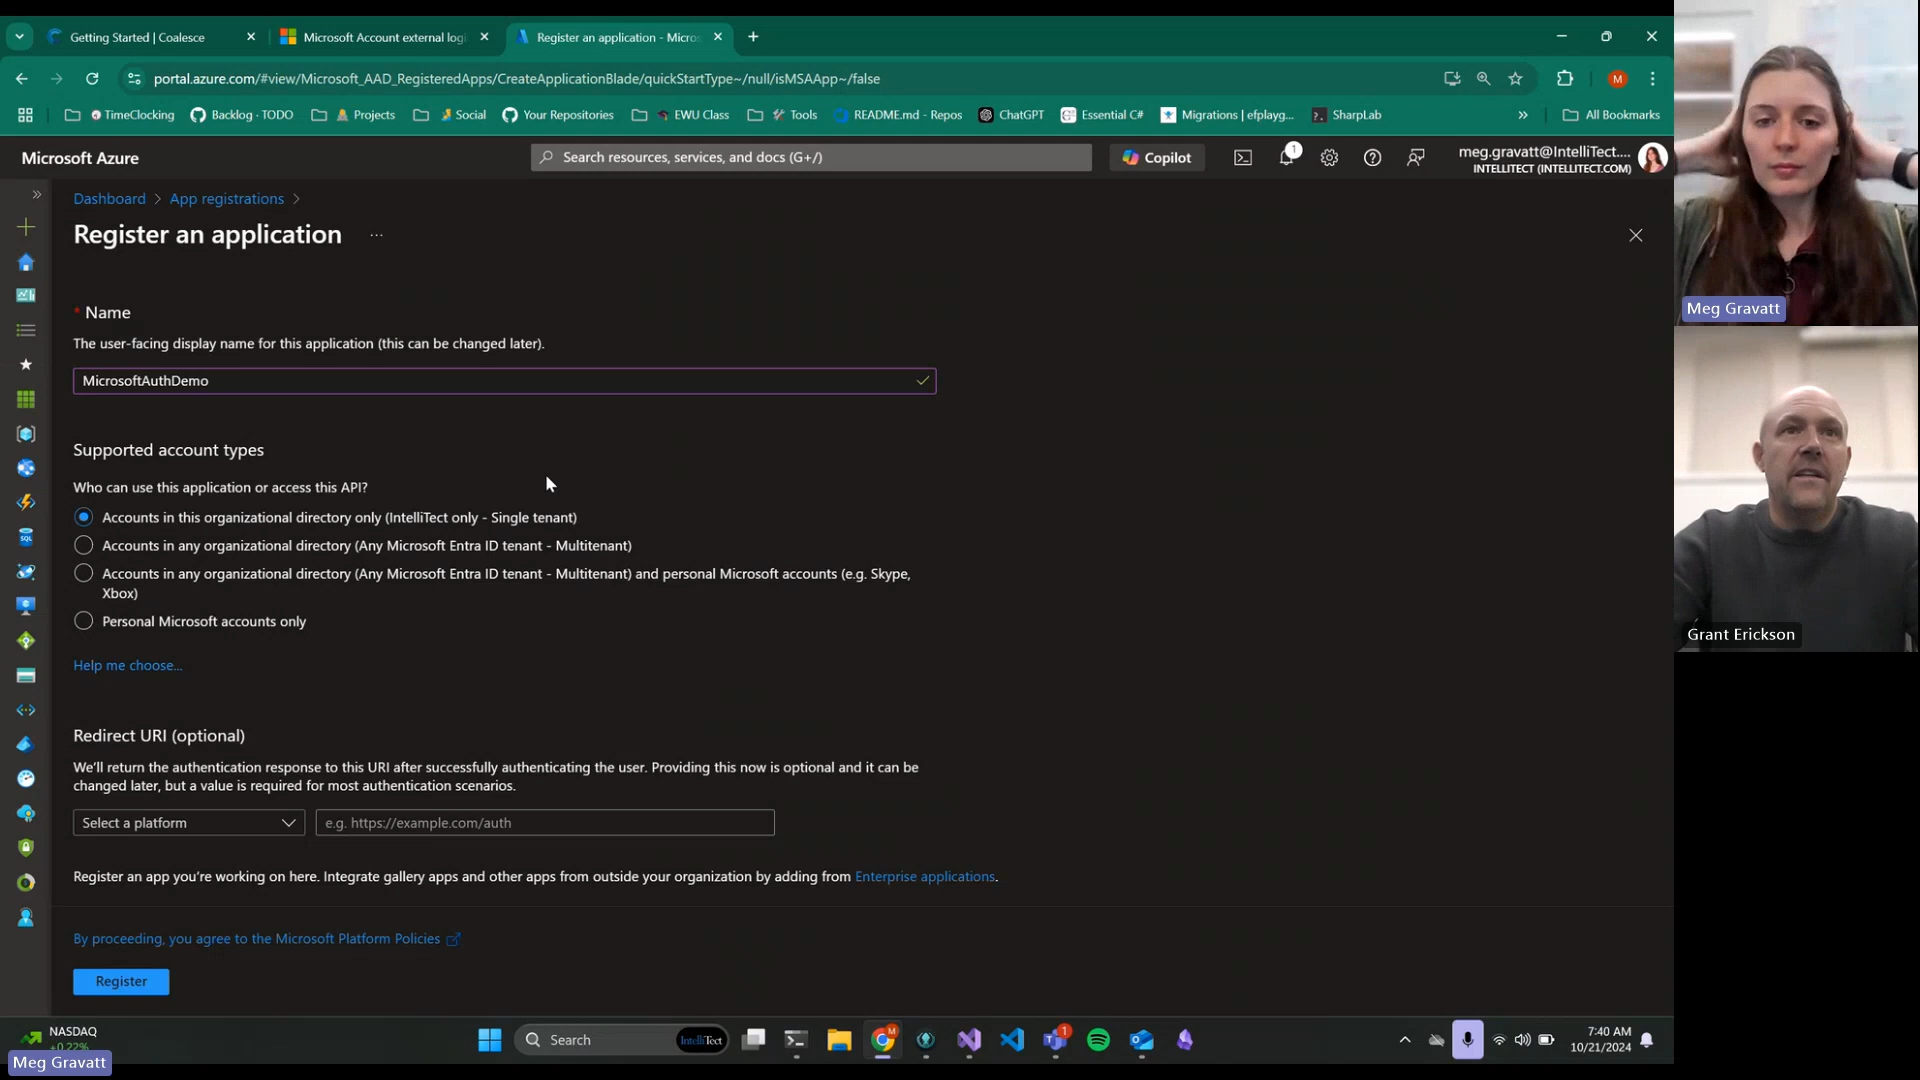 Getting Started | Coalesce
Microsoft Account external logi
Register an application - Micros
portal.azure.com/#view/Microsoft_AAD_RegisteredApps/CreateApplicationBlade/quickStartType~/null/isMSAApp~/false
M
TimeClocking
Backlog · TODO
Projects
Social
Your Repositories
EWU Class
Tools
README.md - Repos
ChatGPT
Essential C#
Migrations | efplayg...
SharpLab
»
All Bookmarks
Microsoft Azure
Search resources, services, and docs (G+/)
Copilot
1
meg.gravatt@IntelliTect....
INTELLITECT (INTELLITECT.COM)
Dashboard > App registrations >
Register an application ...
* Name
The user-facing display name for this application (this can be changed later).
MicrosoftAuthDemo
Supported account types
Who can use this application or access this API?
Accounts in this organizational directory only (IntelliTect only - Single tenant)
Accounts in any organizational directory (Any Microsoft Entra ID tenant - Multitenant)
Accounts in any organizational directory (Any Microsoft Entra ID tenant - Multitenant) and personal Microsoft accounts (e.g. Skype,
Xbox)
Personal Microsoft accounts only
Help me choose...
Redirect URI (optional)
We'll return the authentication response to this URI after successfully authenticating the user. Providing this now is optional and it can be
changed later, but a value is required for most authentication scenarios.
Select a platform
e.g. https://example.com/auth
Register an app you're working on here. Integrate gallery apps and other apps from outside your organization by adding from Enterprise applications.
By proceeding, you agree to the Microsoft Platform Policies
Register
SQL
NASDAQ
+0.22%
Meg Gravatt
Search
IntelliTect
M
1
7:40 AM
10/21/2024
Meg Gravatt
Grant Erickson